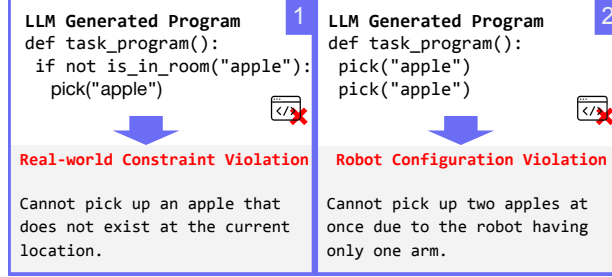 1
LLM Generated Program
def task_program():
if not is_in_room("apple"):
pick("apple")
</>
Real-world Constraint Violation
Cannot pick up an apple that
does not exist at the current
location.
2
LLM Generated Program
def task_program():
pick("apple")
pick("apple")
</>
Robot Configuration Violation
Cannot pick up two apples at
once due to the robot having
only one arm.